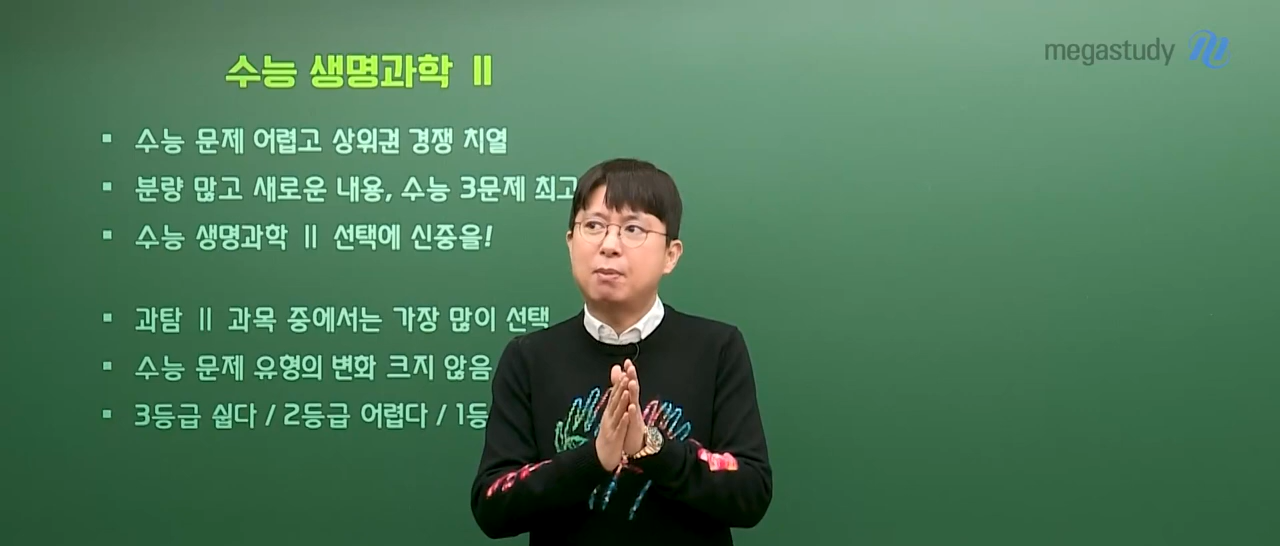 수능 생명과학 Ⅱ
megastudy
▪ 수능 문제 어렵고 상위권 경쟁 치열
▪ 분량 많고 새로운 내용, 수능 3문제 최고
▪ 수능 생명과학 Ⅱ 선택에 신중을!
▪ 과탐 Ⅱ 과목 중에서는 가장 많이 선택
▪ 수능 문제 유형의 변화 크지 않음
▪ 3등급 쉽다 / 2등급 어렵다 / 1등